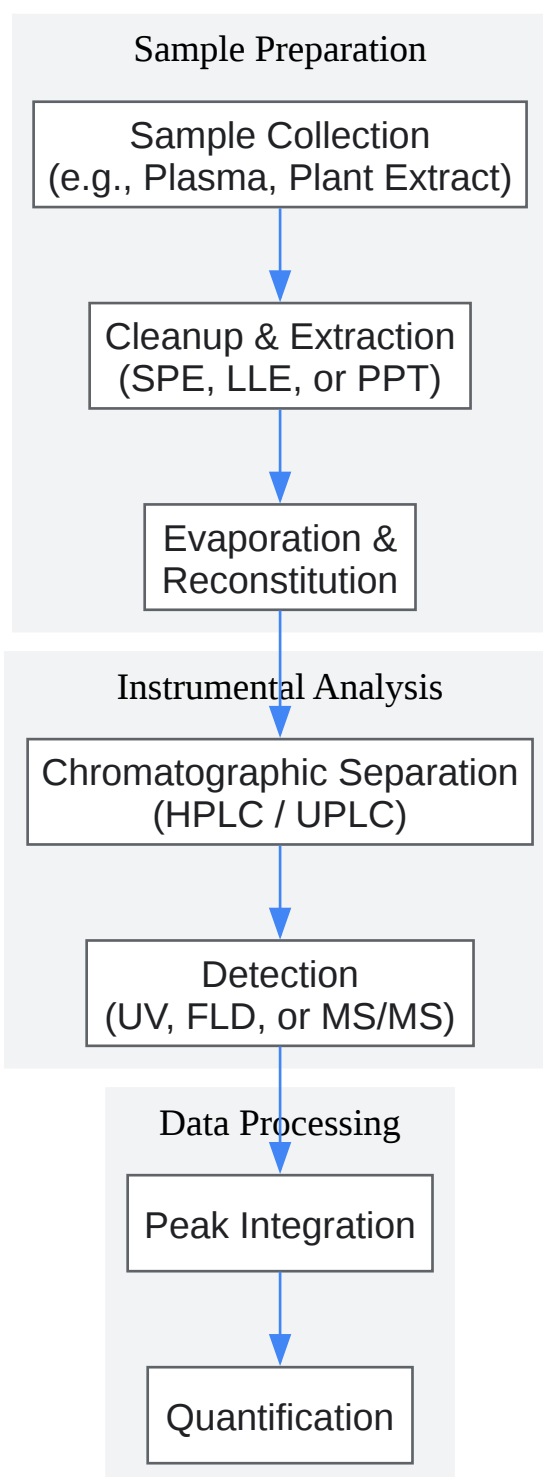 Sample Preparation
Sample Collection
(e.g., Plasma, Plant Extract)
Cleanup & Extraction
(SPE, LLE, or PPT)
Evaporation &
Reconstitution
Instrumental Analysis
Chromatographic Separation
(HPLC / UPLC)
Detection
(UV, FLD, or MS/MS)
Data Processing
Peak Integration
Quantification